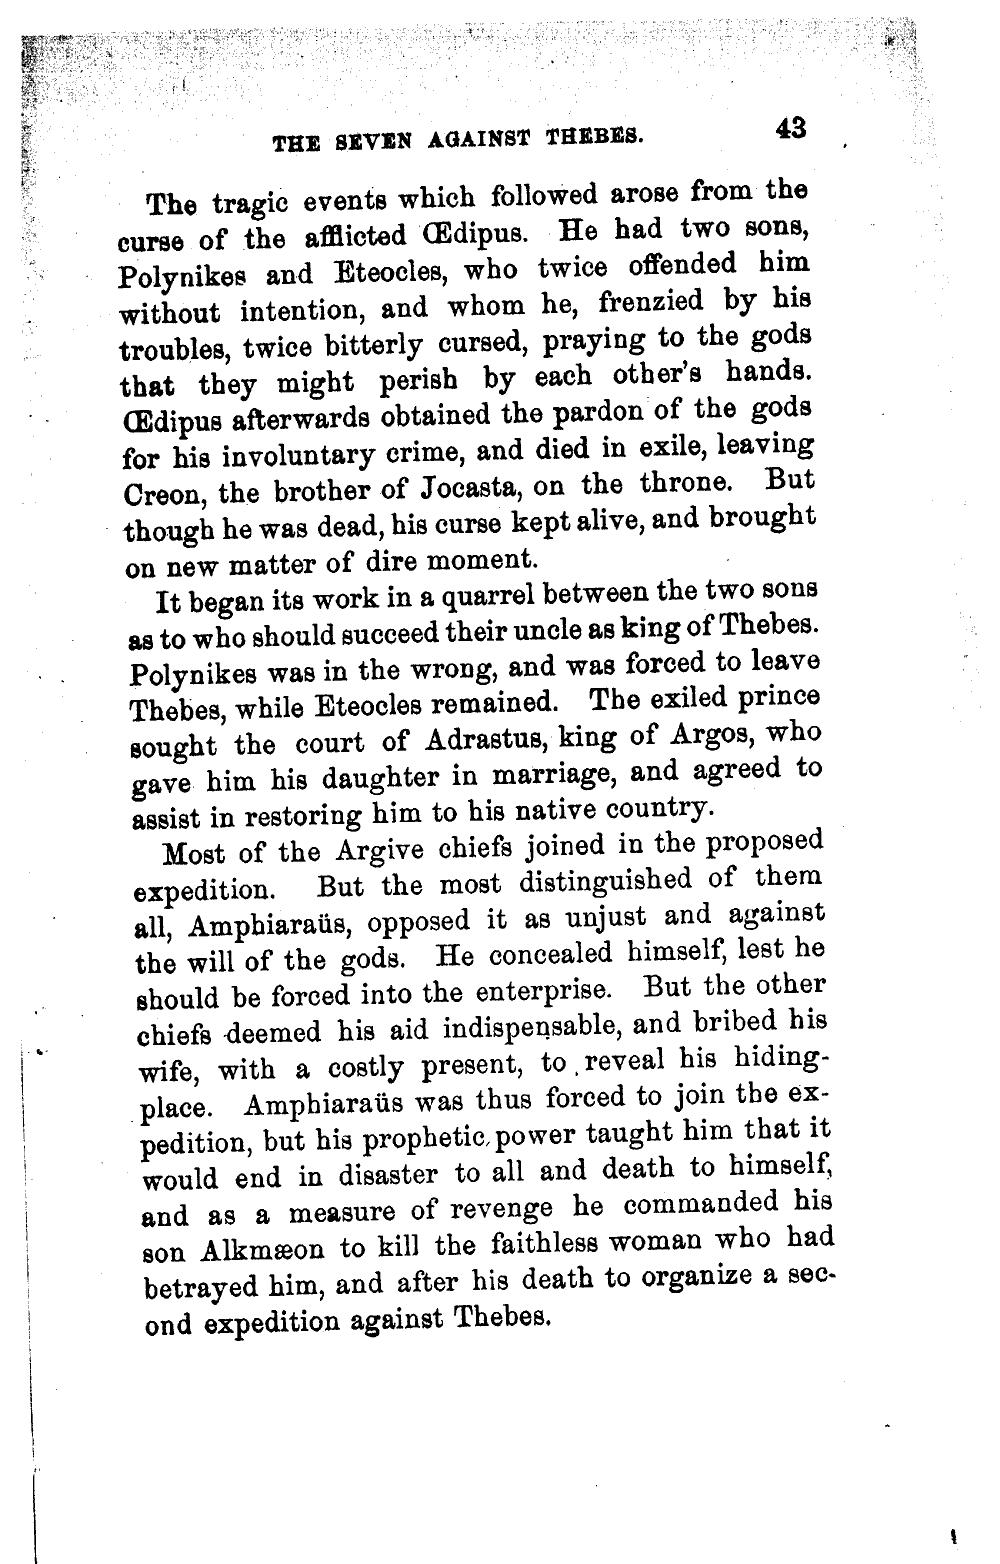 THE SEVEN AGAINST THEBES. 43
The tragic events which followed arose from the
curse of the afflicted Œdipus. He had two sons,
Polynikes and Eteocles, who twice offended him
without intention, and whom he, frenzied by his
troubles, twice bitterly cursed, praying to the gods
that they might perish by each other's hands.
Œdipus afterwards obtained the pardon of the gods
for his involuntary crime, and died in exile, leaving
Creon, the brother of Jocasta, on the throne. But
though he was dead, his curse kept alive, and brought
on new matter of dire moment.
It began its work in a quarrel between the two sons
as to who should succeed their uncle as king of Thebes.
Polynikes was in the wrong, and was forced to leave
Thebes, while Eteocles remained. The exiled prince
sought the court of Adrastus, king of Argos, who
gave him his daughter in marriage, and agreed to
assist in restoring him to his native country.
Most of the Argive chiefs joined in the proposed
expedition. But the most distinguished of them
all, Amphiaraüs, opposed it as unjust and against
the will of the gods. He concealed himself, lest he
should be forced into the enterprise. But the other
chiefs deemed his aid indispensable, and bribed his
wife, with a costly present, to reveal his hiding-
place. Amphiaraüs was thus forced to join the ex-
pedition, but his prophetic power taught him that it
would end in disaster to all and death to himself,
and as a measure of revenge he commanded his
son Alkmæon to kill the faithless woman who had
betrayed him, and after his death to organize a sec-
ond expedition against Thebes.